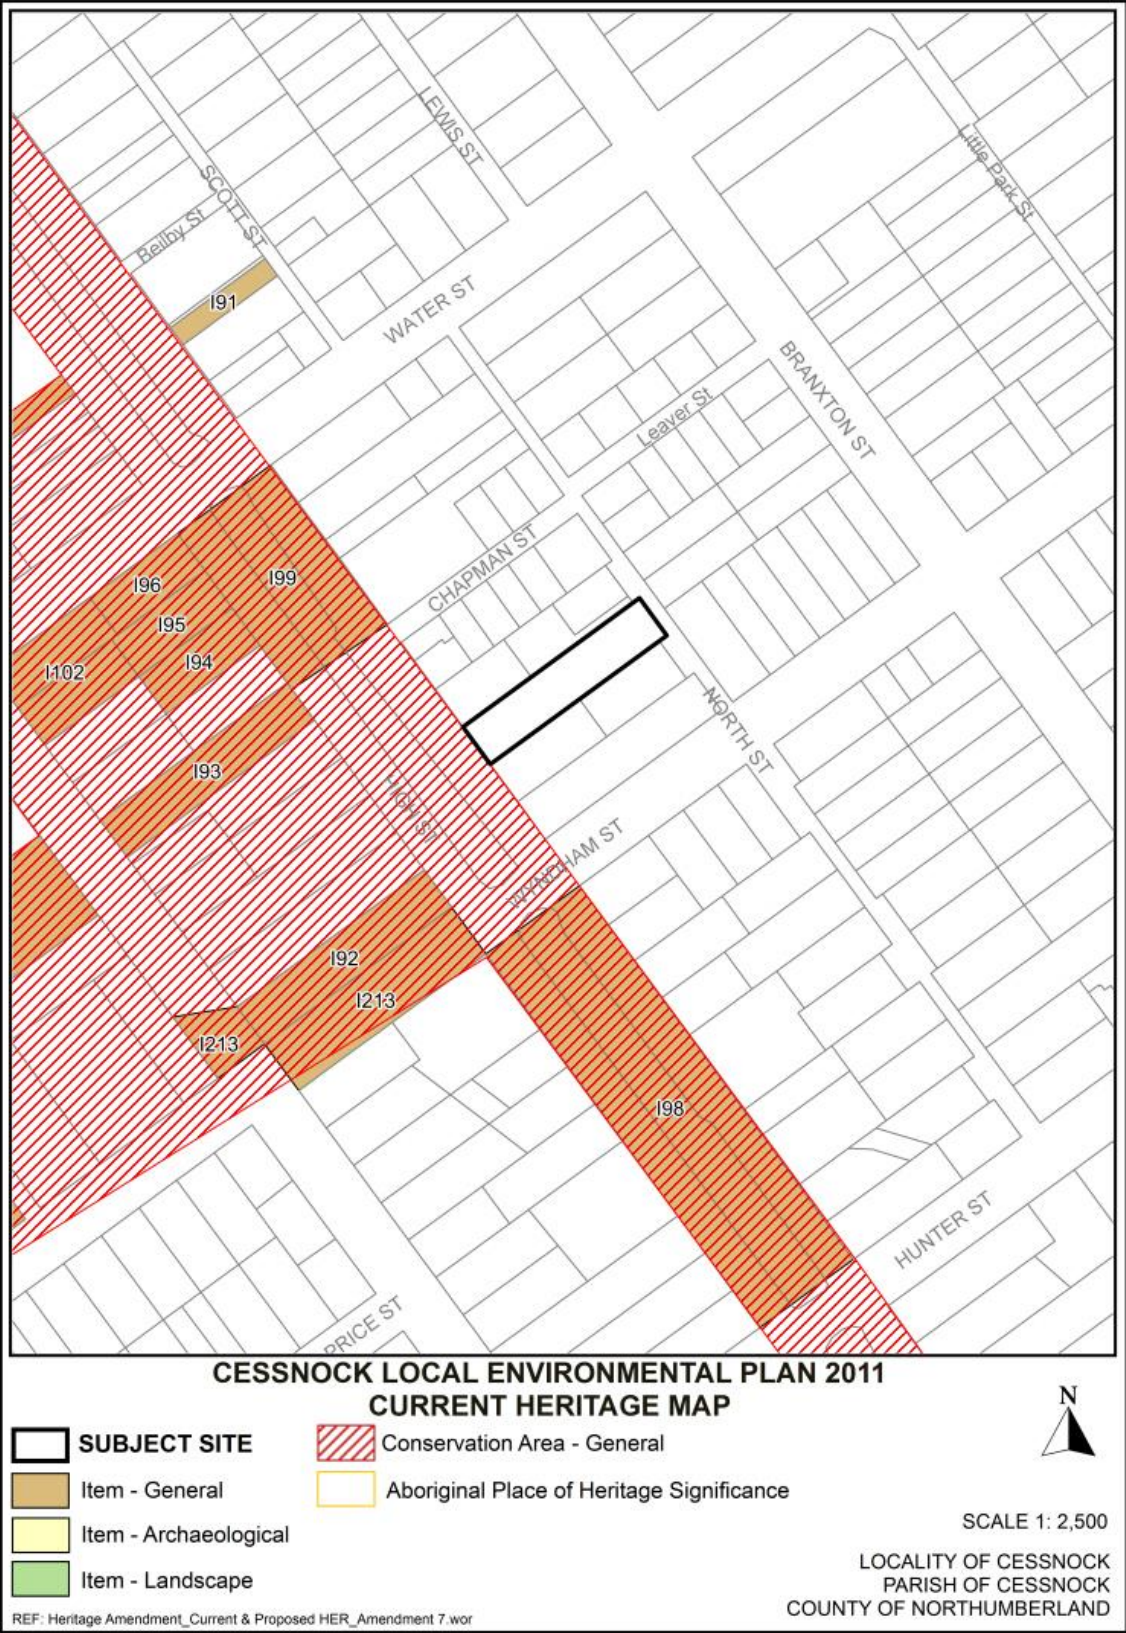 LEWIS ST
Little Park St
SCOTT ST
Beilby St
I91
WATER ST
BRANXTON ST
Leaver St
CHAPMAN ST
I96
I99
I95
I94
I102
NORTH ST
I93
HIGH ST
WYNDHAM ST
I92
I213
I213
I98
HUNTER ST
PRICE ST
CESSNOCK LOCAL ENVIRONMENTAL PLAN 2011
CURRENT HERITAGE MAP
N
SUBJECT SITE
Conservation Area - General
Item - General
Aboriginal Place of Heritage Significance
Item - Archaeological
SCALE 1: 2,500
Item - Landscape
LOCALITY OF CESSNOCK
PARISH OF CESSNOCK
COUNTY OF NORTHUMBERLAND
REF: Heritage Amendment_Current & Proposed HER_Amendment 7.wor